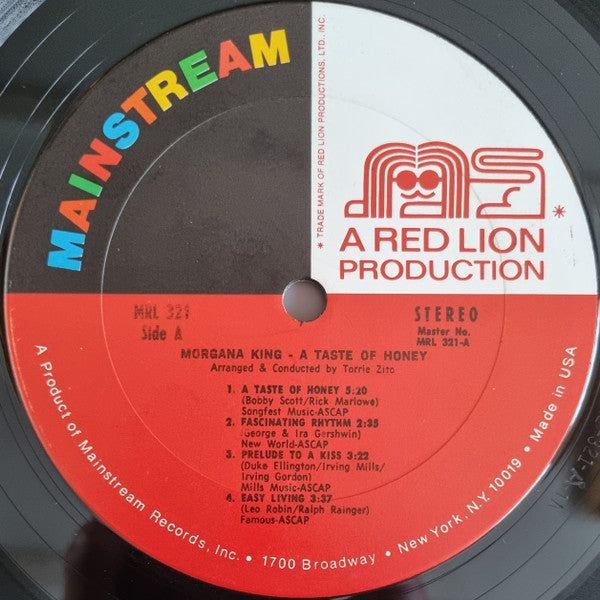 MAINSTREAM
* TRADE MARK OF RED LION PRODUCTIONS, LTD., INC.
ms*
A RED LION
PRODUCTION
MRL 321
Side A
STEREO
Master No.
MRL 321-A
MORGANA KING - A TASTE OF HONEY
Arranged & Conducted by Torrie Zito
1. A TASTE OF HONEY 5:20
(Bobby Scott/Rick Marlowe)
Songfest Music-ASCAP
2. FASCINATING RHYTHM 2:35
(George & Ira Gershwin)
New World-ASCAP
3. PRELUDE TO A KISS 3:22
(Duke Ellington/Irving Mills/
Irving Gordon)
Mills Music-ASCAP
4. EASY LIVING 3:37
(Leo Robin/Ralph Rainger)
Famous-ASCAP
A Product of Mainstream Records, Inc. • 1700 Broadway • New York, N.Y. 10019 • Made in USA